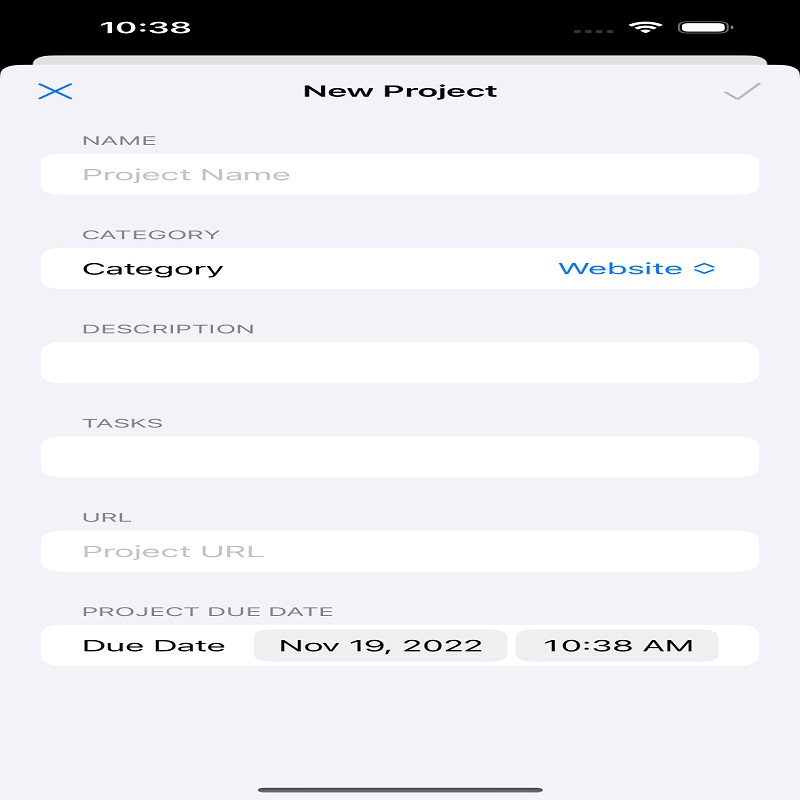 10:38
New Project
NAME
Project Name
CATEGORY
Category Website
DESCRIPTION
TASKS
URL
Project URL
PROJECT DUE DATE
Due Date Nov 19, 2022 10:38 AM